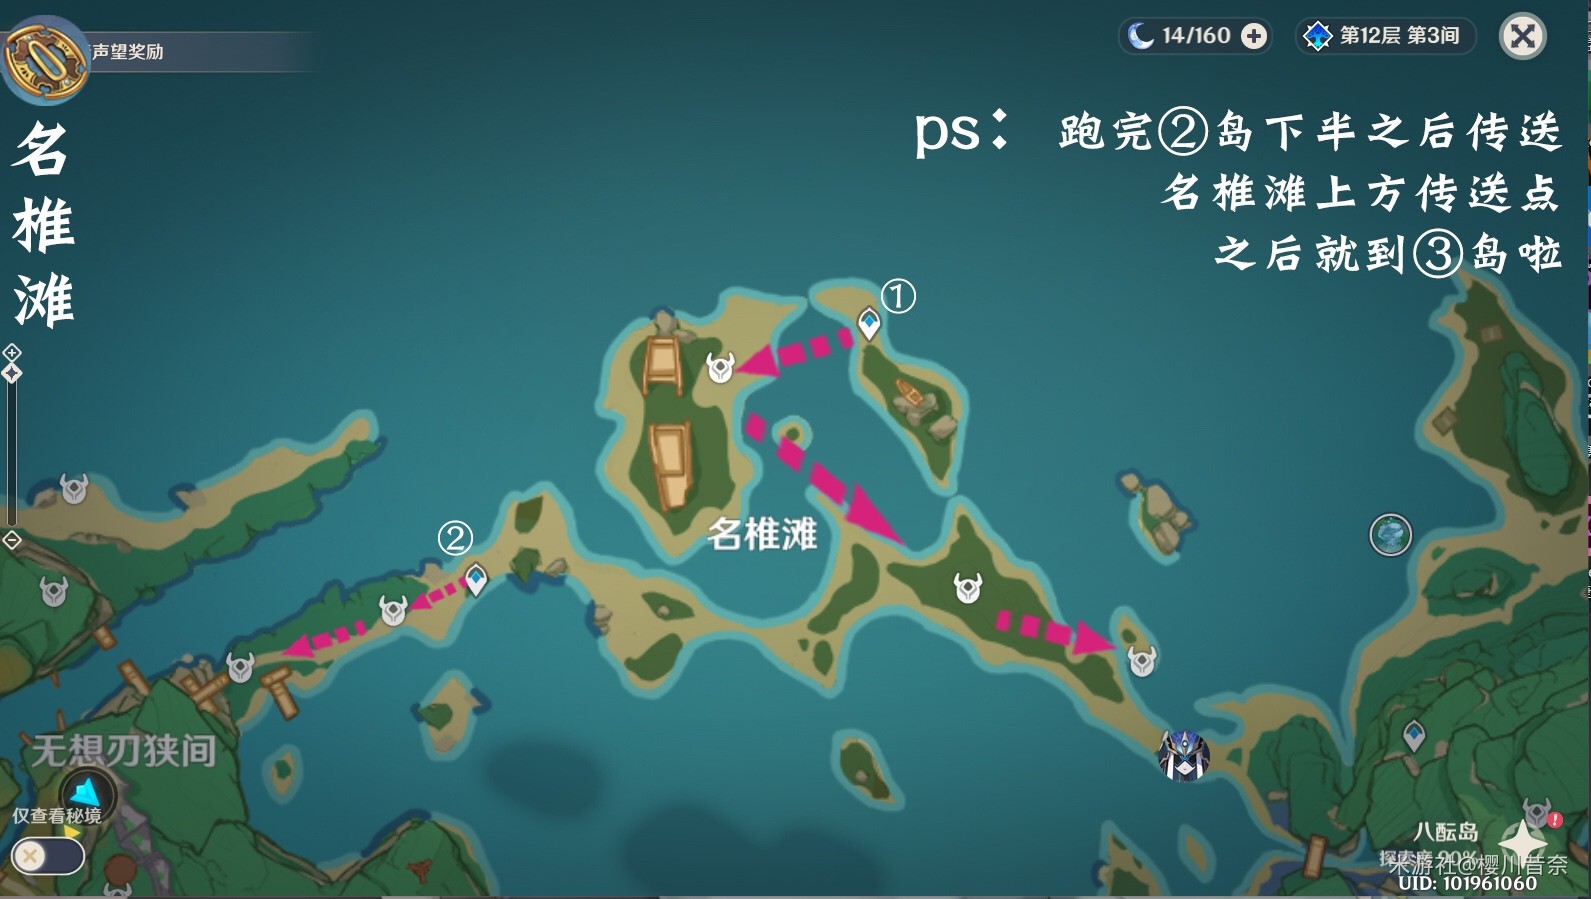 声望奖励
14/160
第12层 第3间
名椎滩
ps：跑完②岛下半之后传送
名椎滩上方传送点
之后就到③岛啦
①
②
名椎滩
无想刃狭间
仅查看秘境
八酝岛
探索度 90%
米游社@樱川昔奈
UID: 101961060